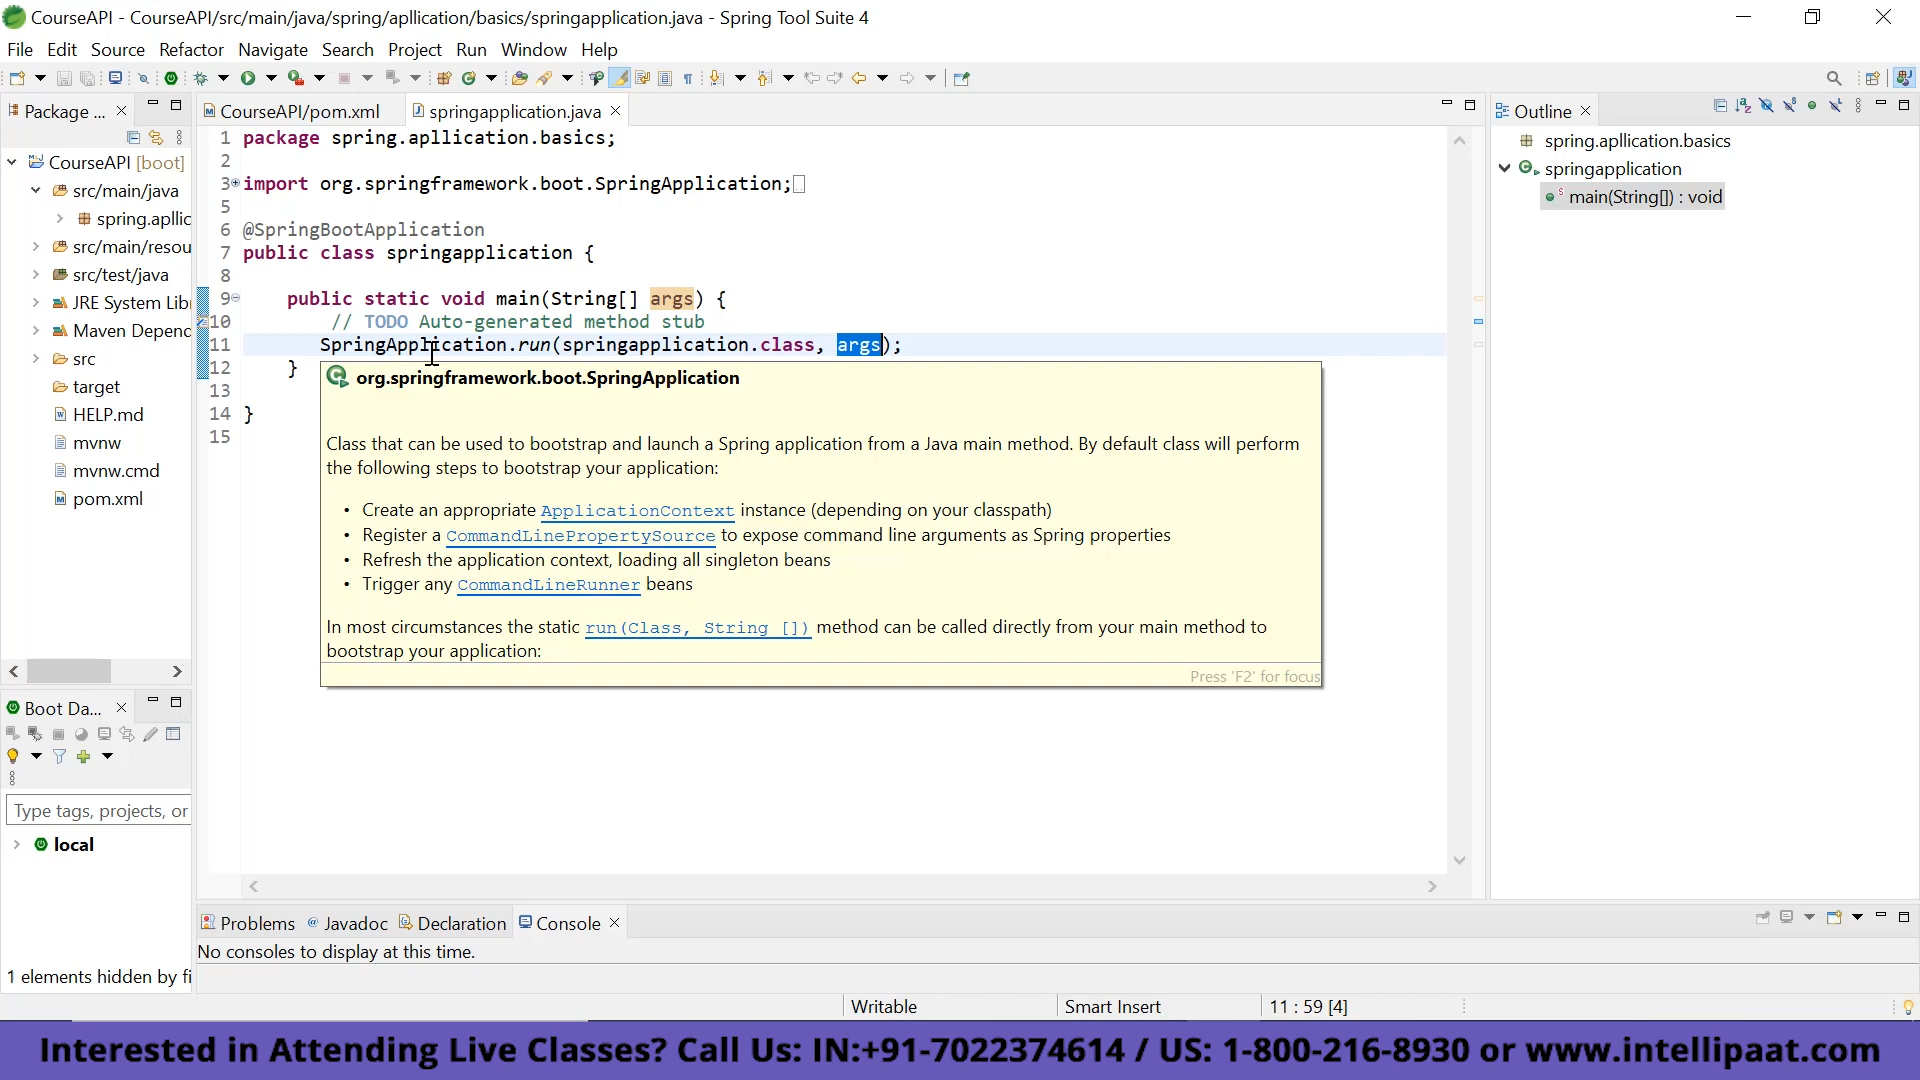 CourseAPI - CourseAPI/src/main/java/spring/apllication/basics/springapplication.java - Spring Tool Suite 4
File Edit Source Refactor Navigate Search Project Run Window Help
Package ...
CourseAPI [boot]
src/main/java
spring.apllic
src/main/resou
src/test/java
JRE System Libr
Maven Depend
src
target
HELP.md
mvnw
mvnw.cmd
pom.xml
CourseAPI/pom.xml
springapplication.java
1 package spring.apllication.basics;
2
3 import org.springframework.boot.SpringApplication;
5
6 @SpringBootApplication
7 public class springapplication {
8
9 public static void main(String[] args) {
10 // TODO Auto-generated method stub
11 SpringApplication.run(springapplication.class, args);
12 }
13
14 }
15
org.springframework.boot.SpringApplication
Class that can be used to bootstrap and launch a Spring application from a Java main method. By default class will perform
the following steps to bootstrap your application:
• Create an appropriate ApplicationContext instance (depending on your classpath)
• Register a CommandLinePropertySource to expose command line arguments as Spring properties
• Refresh the application context, loading all singleton beans
• Trigger any CommandLineRunner beans
In most circumstances the static run(Class, String []) method can be called directly from your main method to
bootstrap your application:
Press 'F2' for focus
Outline
spring.apllication.basics
springapplication
main(String[]) : void
Boot Da...
Type tags, projects, or
local
1 elements hidden by fi
Problems Javadoc Declaration Console
No consoles to display at this time.
Writable Smart Insert 11 : 59 [4]
Interested in Attending Live Classes? Call Us: IN:+91-7022374614 / US: 1-800-216-8930 or www.intellipaat.com